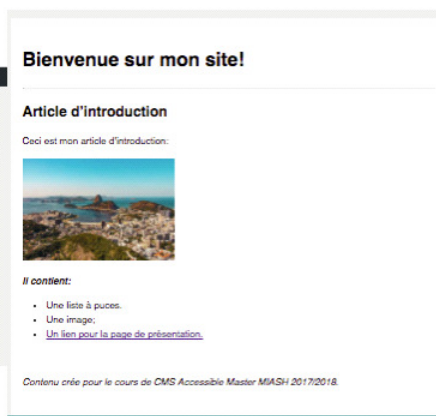 Bienvenue sur mon site!
Article d'introduction
Ceci est mon article d'introduction:
Il contient:
Une liste à puces.
Une image;
Un lien pour la page de présentation.
Contenu crée pour le cours de CMS Accessible Master MIASH 2017/2018.